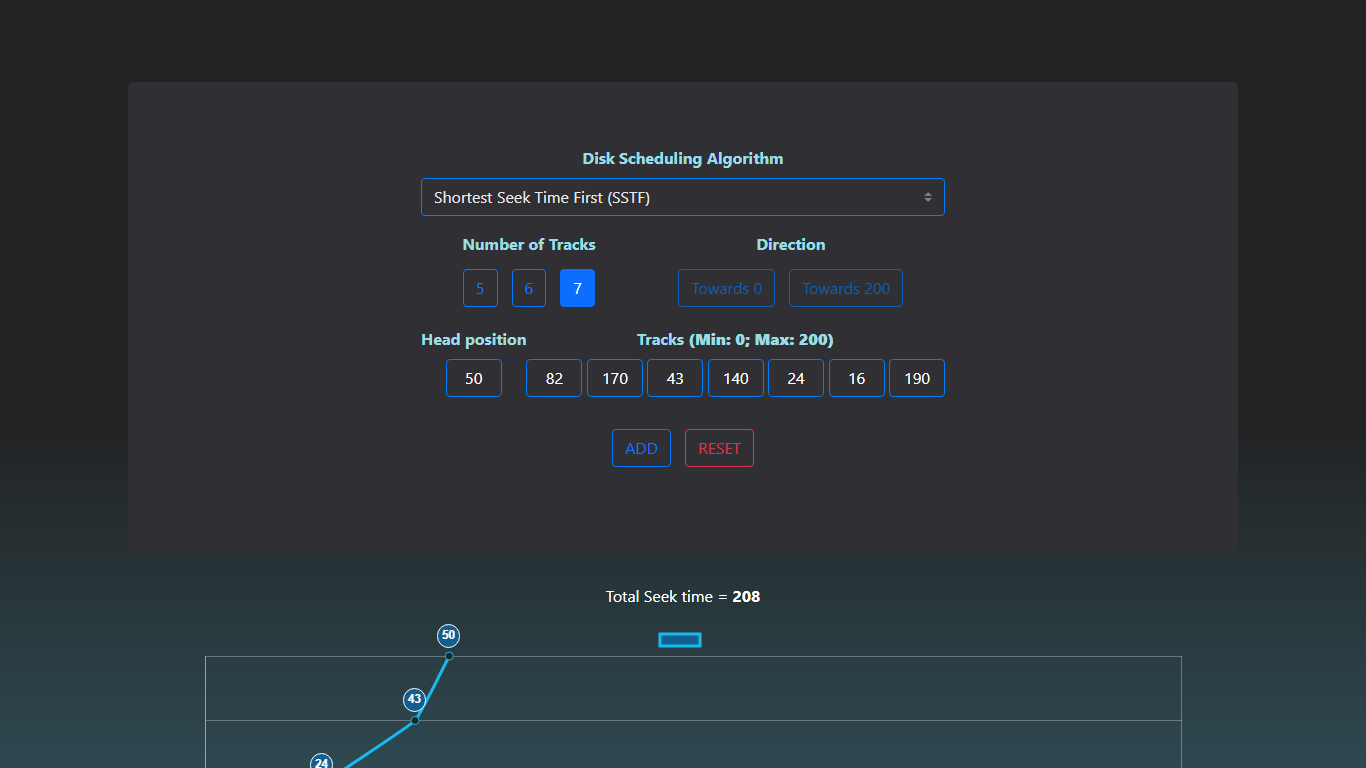 Disk Scheduling Algorithm
Shortest Seek Time First (SSTF)
Number of Tracks Direction
5 6 7 Towards 0 Towards 200
Head position Tracks (Min: 0; Max: 200)
50 82 170 43 140 24 16 190
ADD RESET
Total Seek time = 208
50
43
24